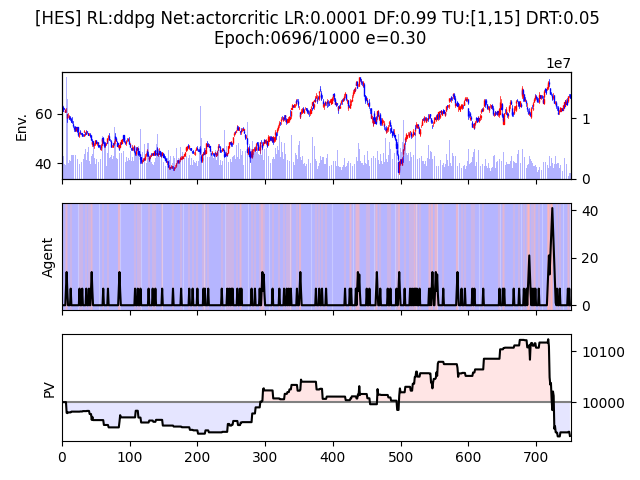 [HES] RL:ddpg Net:actorcritic LR:0.0001 DF:0.99 TU:[1,15] DRT:0.05
Epoch:0696/1000 e=0.30
1e7
Env.
60
40
1
0
Agent
40
20
0
PV
10100
10000
0 100 200 300 400 500 600 700